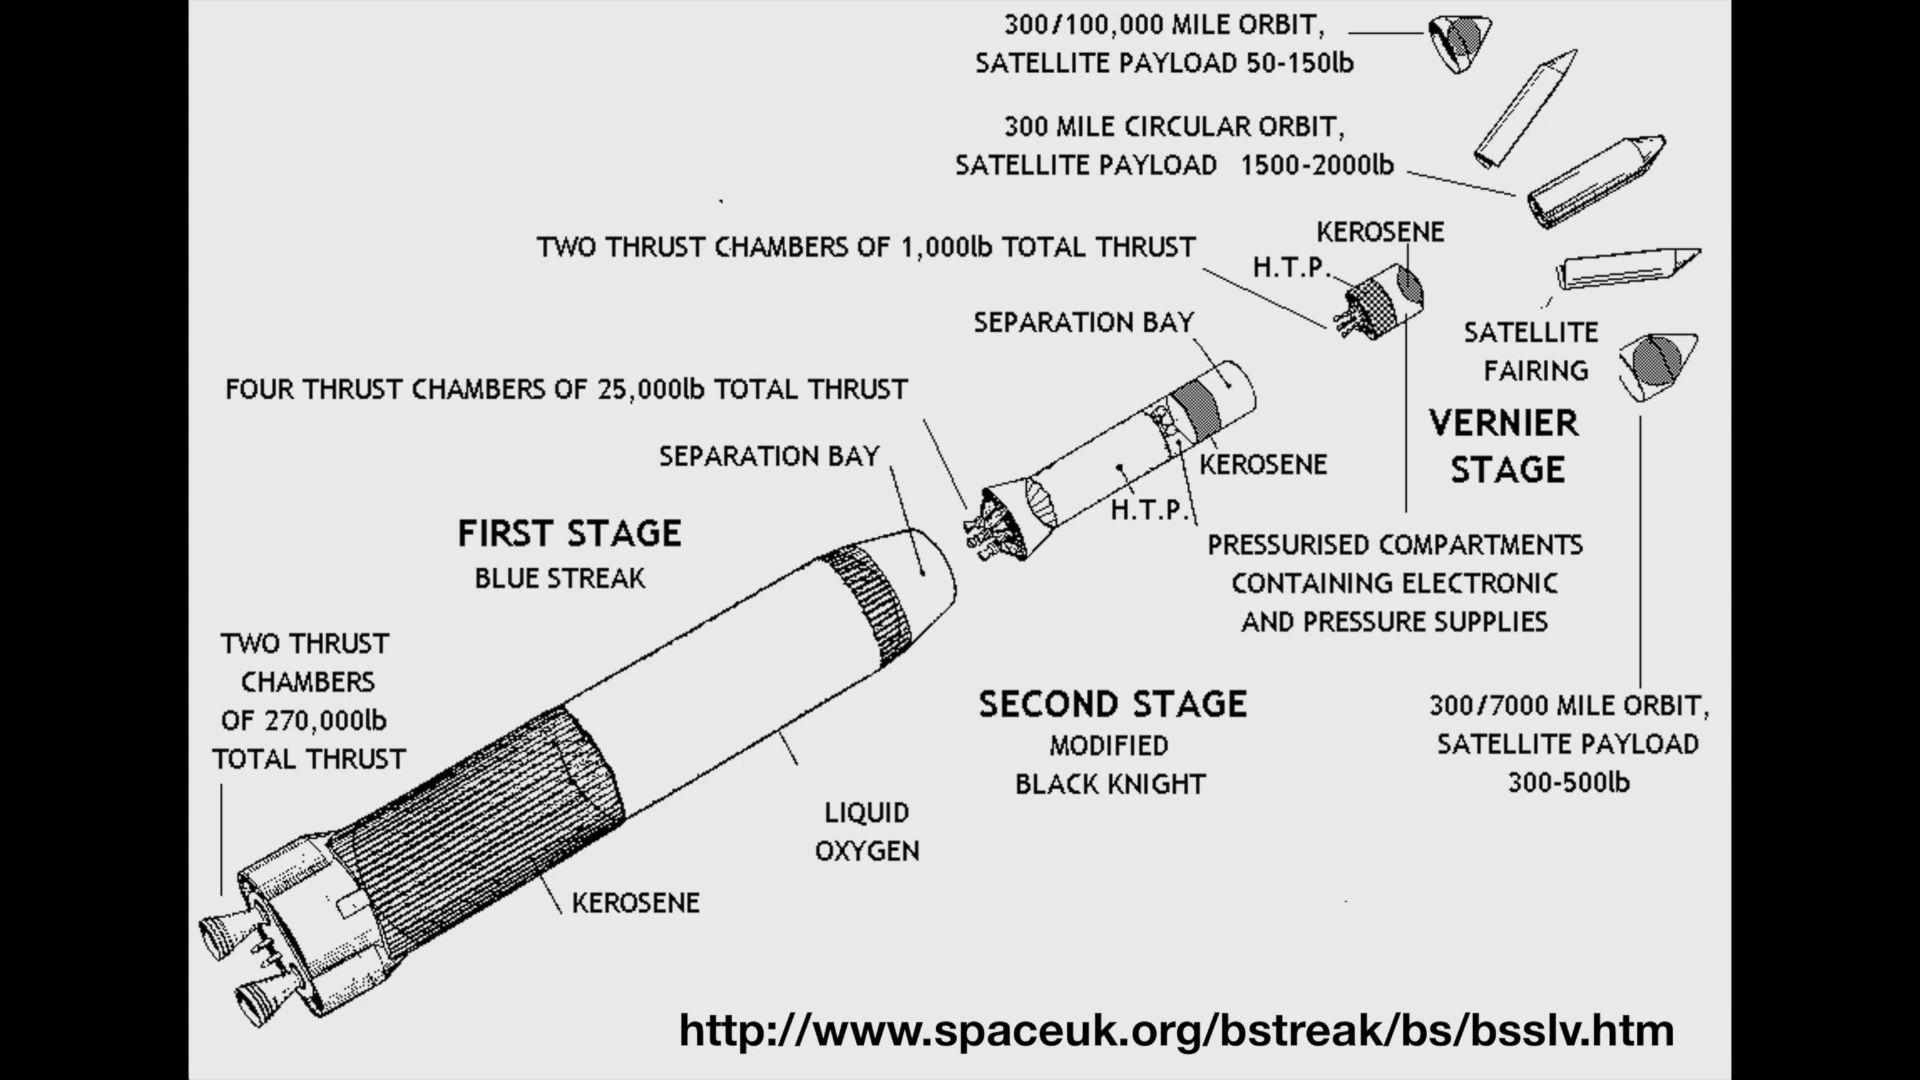 300/100,000 MILE ORBIT,
SATELLITE PAYLOAD 50-150lb
300 MILE CIRCULAR ORBIT,
SATELLITE PAYLOAD 1500-2000lb
KEROSENE
TWO THRUST CHAMBERS OF 1,000lb TOTAL THRUST
H.T.P.
SEPARATION BAY
SATELLITE
FAIRING
FOUR THRUST CHAMBERS OF 25,000lb TOTAL THRUST
VERNIER
STAGE
SEPARATION BAY
KEROSENE
H.T.P.
FIRST STAGE
BLUE STREAK
PRESSURISED COMPARTMENTS
CONTAINING ELECTRONIC
AND PRESSURE SUPPLIES
TWO THRUST
CHAMBERS
OF 270,000lb
TOTAL THRUST
SECOND STAGE
MODIFIED
BLACK KNIGHT
300/7000 MILE ORBIT,
SATELLITE PAYLOAD
300-500lb
LIQUID
OXYGEN
KEROSENE
http://www.spaceuk.org/bstreak/bs/bsslv.htm